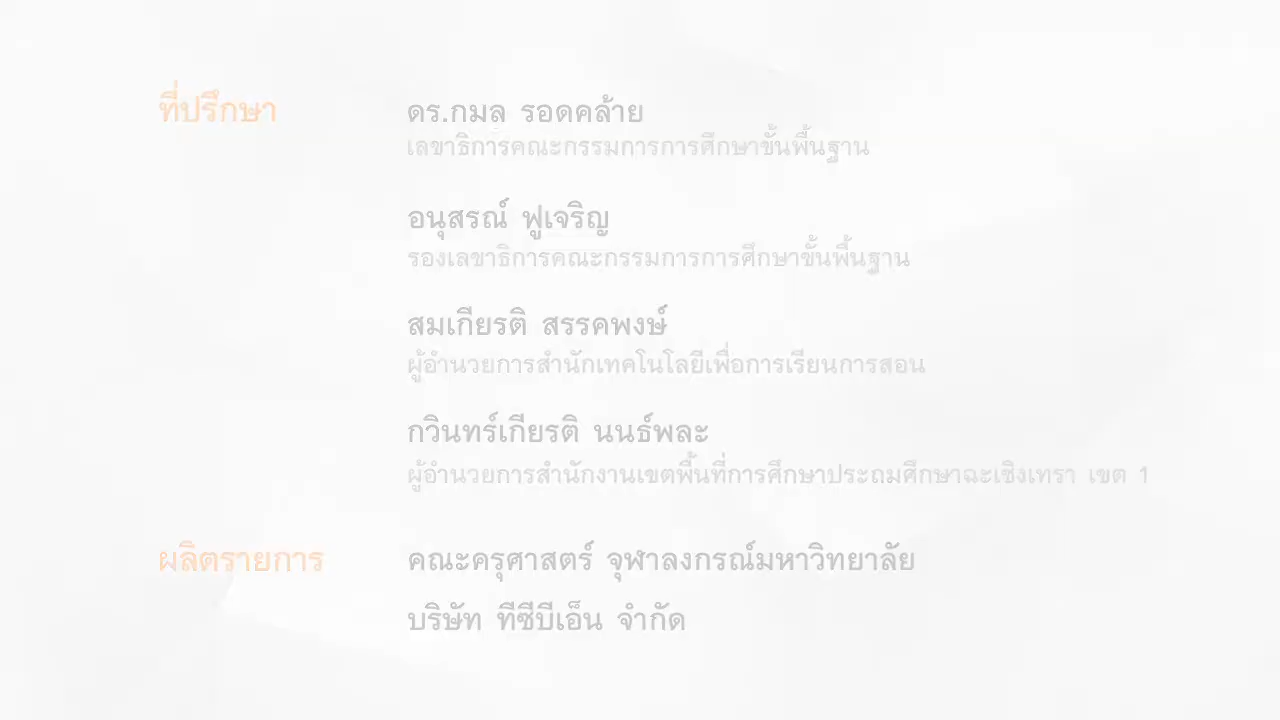 ที่ปรึกษา ดร.กมล รอดคล้าย
เลขาธิการคณะกรรมการการศึกษาขั้นพื้นฐาน
อนุสรณ์ ฟูเจริญ
รองเลขาธิการคณะกรรมการการศึกษาขั้นพื้นฐาน
สมเกียรติ สรรคพงษ์
ผู้อำนวยการสำนักเทคโนโลยีเพื่อการเรียนการสอน
กวินทร์เกียรติ นนธ์พละ
ผู้อำนวยการสำนักงานเขตพื้นที่การศึกษาประถมศึกษาฉะเชิงเทรา เขต 1
ผลิตรายการ คณะครุศาสตร์ จุฬาลงกรณ์มหาวิทยาลัย
บริษัท ทีซีบีเอ็น จำกัด